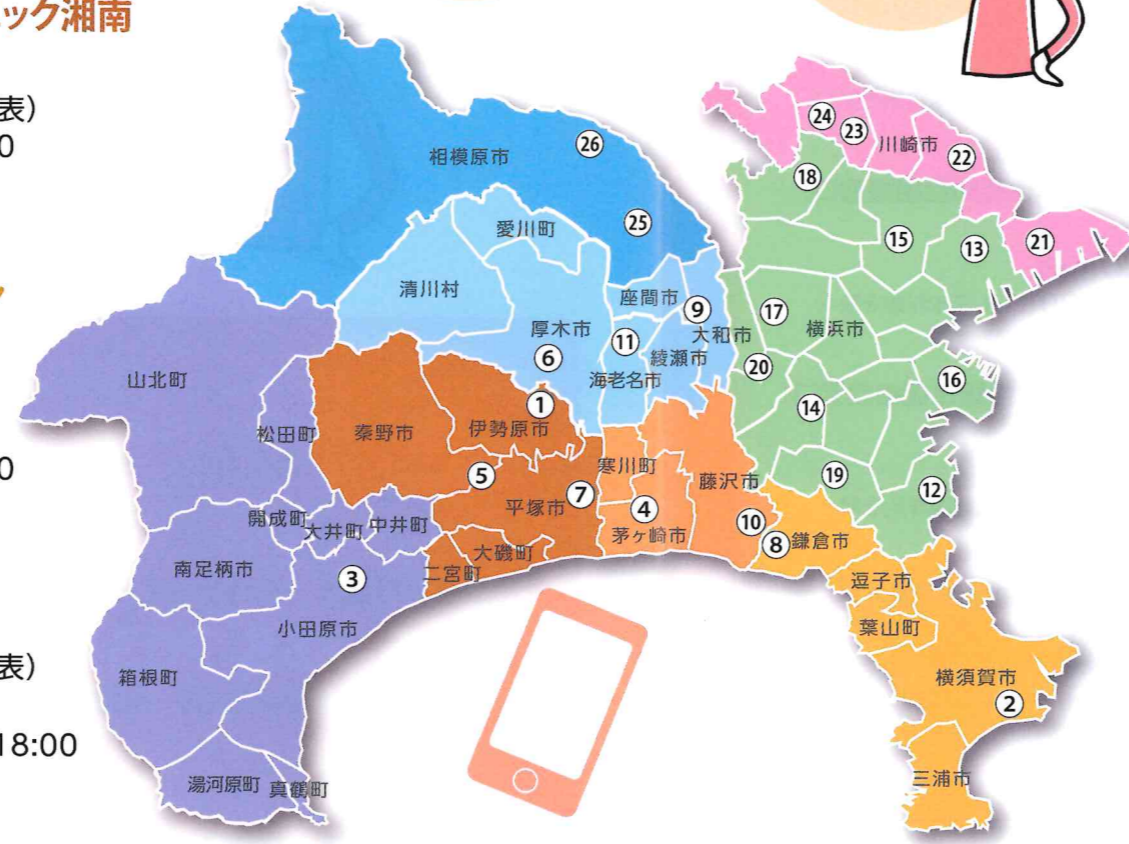 ック湘南
表)
0
0
表)
18:00
相模原市
愛川町
清川村
厚木市
座間市
大和市
綾瀬市
海老名市
山北町
松田町
秦野市
伊勢原市
平塚市
寒川町
茅ヶ崎市
藤沢市
開成町
大井町
中井町
南足柄市
大磯町
二宮町
小田原市
箱根町
湯河原町
真鶴町
川崎市
横浜市
鎌倉市
逗子市
葉山町
横須賀市
三浦市
26
25
24
23
22
21
18
15
13
9
17
11
6
20
16
1
14
5
7
4
19
12
10
8
3
2